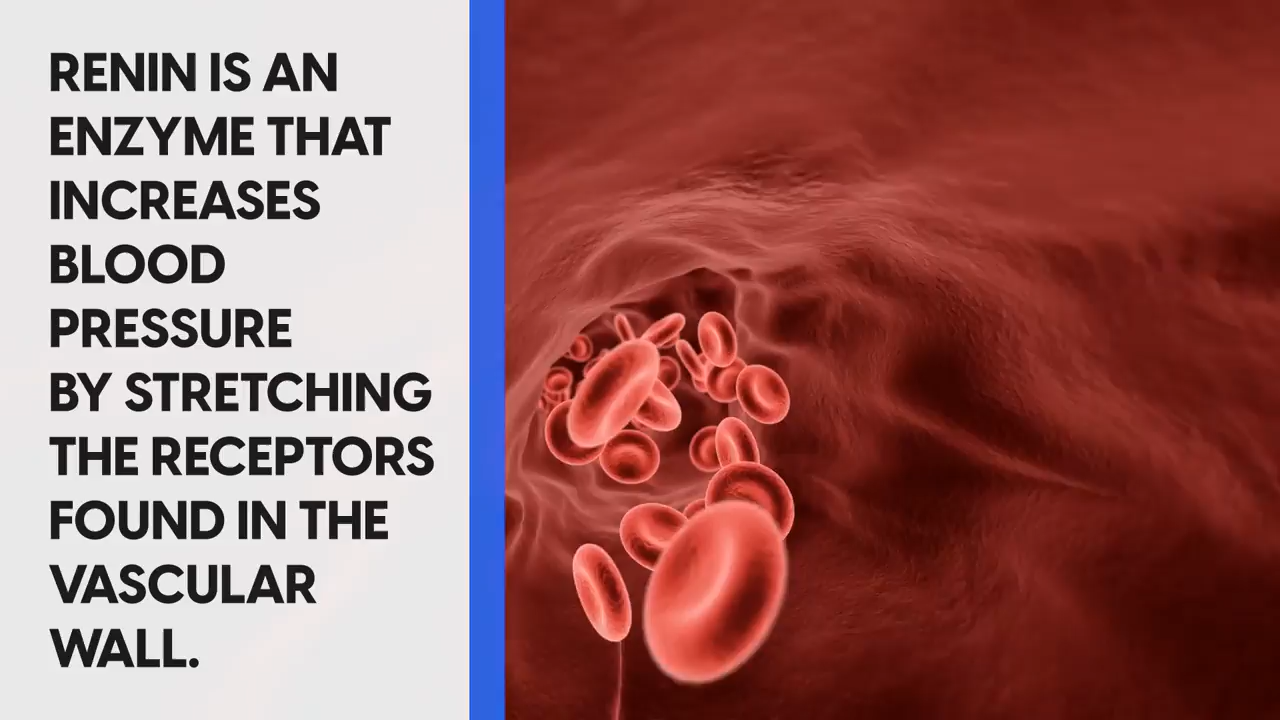 RENIN IS AN
ENZYME THAT
INCREASES
BLOOD
PRESSURE
BY STRETCHING
THE RECEPTORS
FOUND IN THE
VASCULAR
WALL.